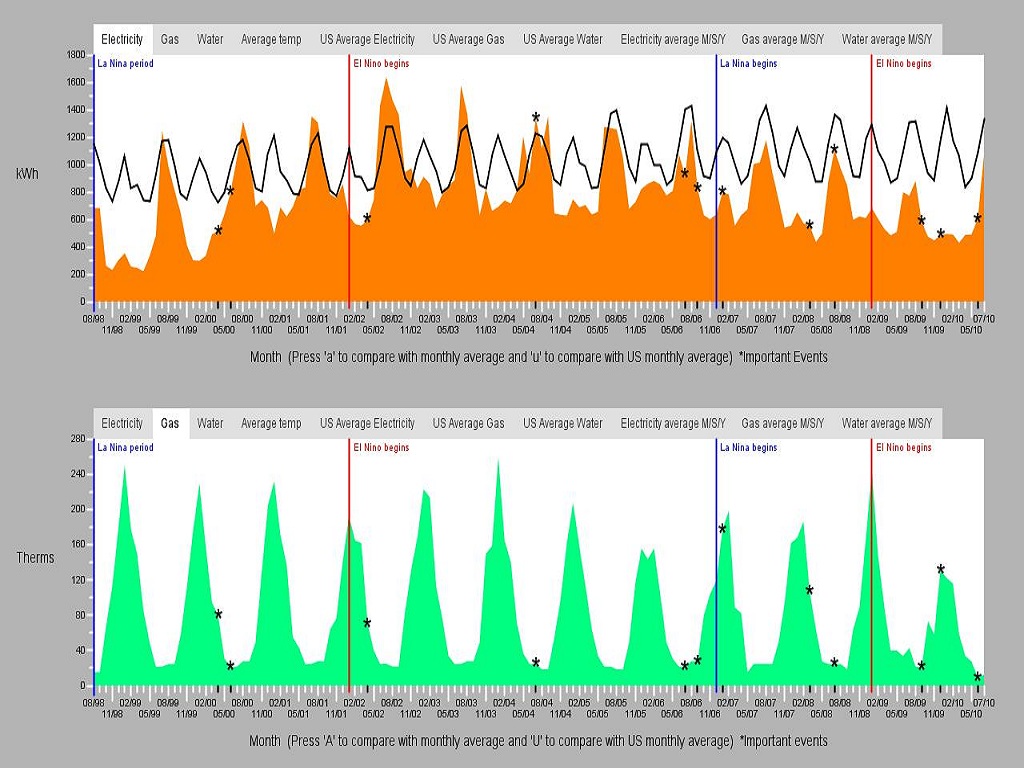 Electricity Gas Water Average temp US Average Electricity US Average Gas US Average Water Electricity average M/S/Y Gas average M/S/Y Water average M/S/Y
1800
La Nina period El Nino begins La Nina begins El Nino begins
1600
1400
1200
1000
kWh
800
600
400
200
0
08/98 02/99 08/99 02/00 08/00 02/01 08/01 02/02 08/02 02/03 08/03 02/04 08/04 02/05 08/05 02/06 08/06 02/07 08/07 02/08 08/08 02/09 08/09 02/10 07/10
11/98 05/99 11/99 05/00 11/00 05/01 11/01 05/02 11/02 05/03 11/03 05/04 11/04 05/05 11/05 05/06 11/06 05/07 11/07 05/08 11/08 05/09 11/09 05/10
Month (Press 'a' to compare with monthly average and 'u' to compare with US monthly average) *Important Events
Electricity Gas Water Average temp US Average Electricity US Average Gas US Average Water Electricity average M/S/Y Gas average M/S/Y Water average M/S/Y
280
La Nina period El Nino begins La Nina begins El Nino begins
240
200
160
Therms
120
80
40
0
08/98 02/99 08/99 02/00 08/00 02/01 08/01 02/02 08/02 02/03 08/03 02/04 08/04 02/05 08/05 02/06 08/06 02/07 08/07 02/08 08/08 02/09 08/09 02/10 07/10
11/98 05/99 11/99 05/00 11/00 05/01 11/01 05/02 11/02 05/03 11/03 05/04 11/04 05/05 11/05 05/06 11/06 05/07 11/07 05/08 11/08 05/09 11/09 05/10
Month (Press 'A' to compare with monthly average and 'U' to compare with US monthly average) *Important events